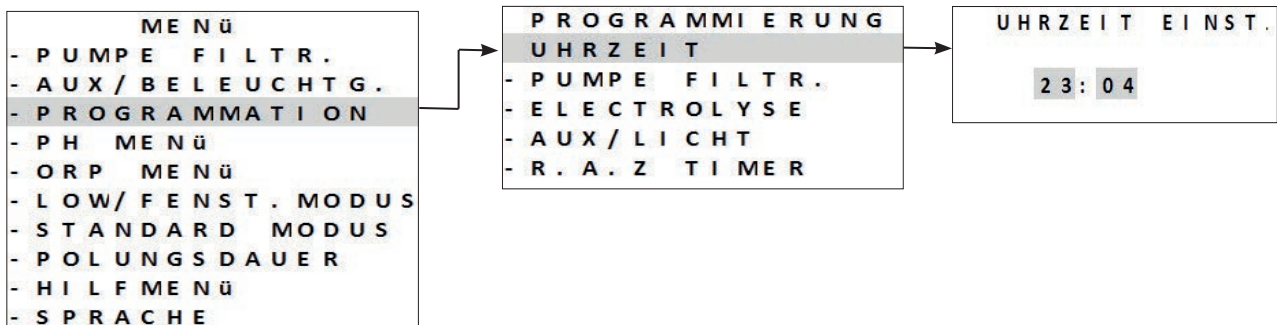 MENü
- PUMPE FILTR.
- AUX/BELEUCHTG.
- PROGRAMMATION
- PH MENü
- ORP MENü
- LOW/FENST.MODUS
- STANDARD MODUS
- POLUNGSDAUER
- HILFMENü
- SPRACHE
PROGRAMMIERUNG
UHRZEIT
- PUMPE FILTR.
- ELECTROLYSE
- AUX/LICHT
- R.A.Z TIMER
UHRZEIT EINST.
23:04